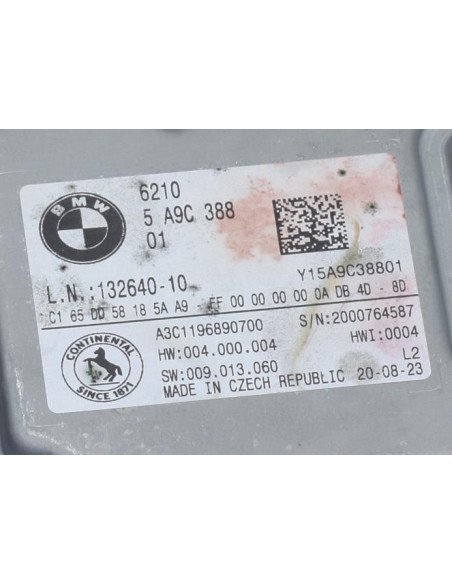 BMW
6210
5 A9C 388
01
L.N.:132640-10
Y15A9C38801
C1 65 DD 58 18 5A A9 FF 00 00 00 00 0A DB 4D - 8D
CONTINENTAL
SINCE 1871
A3C1196890700
S/N:2000764587
HW:004.000.004
HWI:0004
SW:009.013.060
L2
MADE IN CZECH REPUBLIC 20-08-23